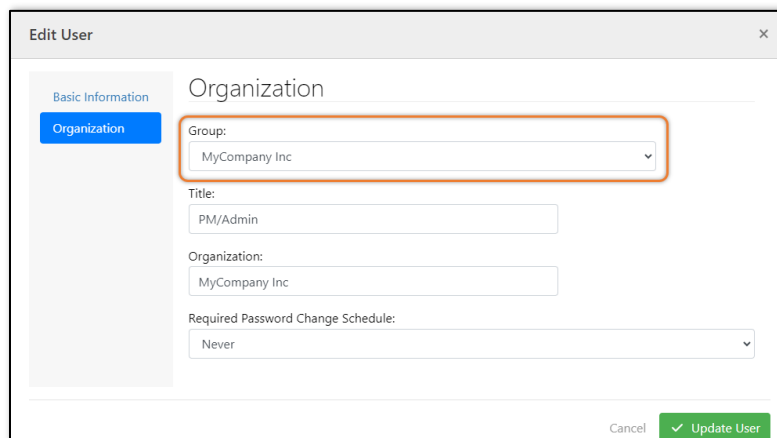 Edit User
×
Basic Information
Organization
Organization
Group:
MyCompany Inc
Title:
PM/Admin
Organization:
MyCompany Inc
Required Password Change Schedule:
Never
Cancel
✓ Update User